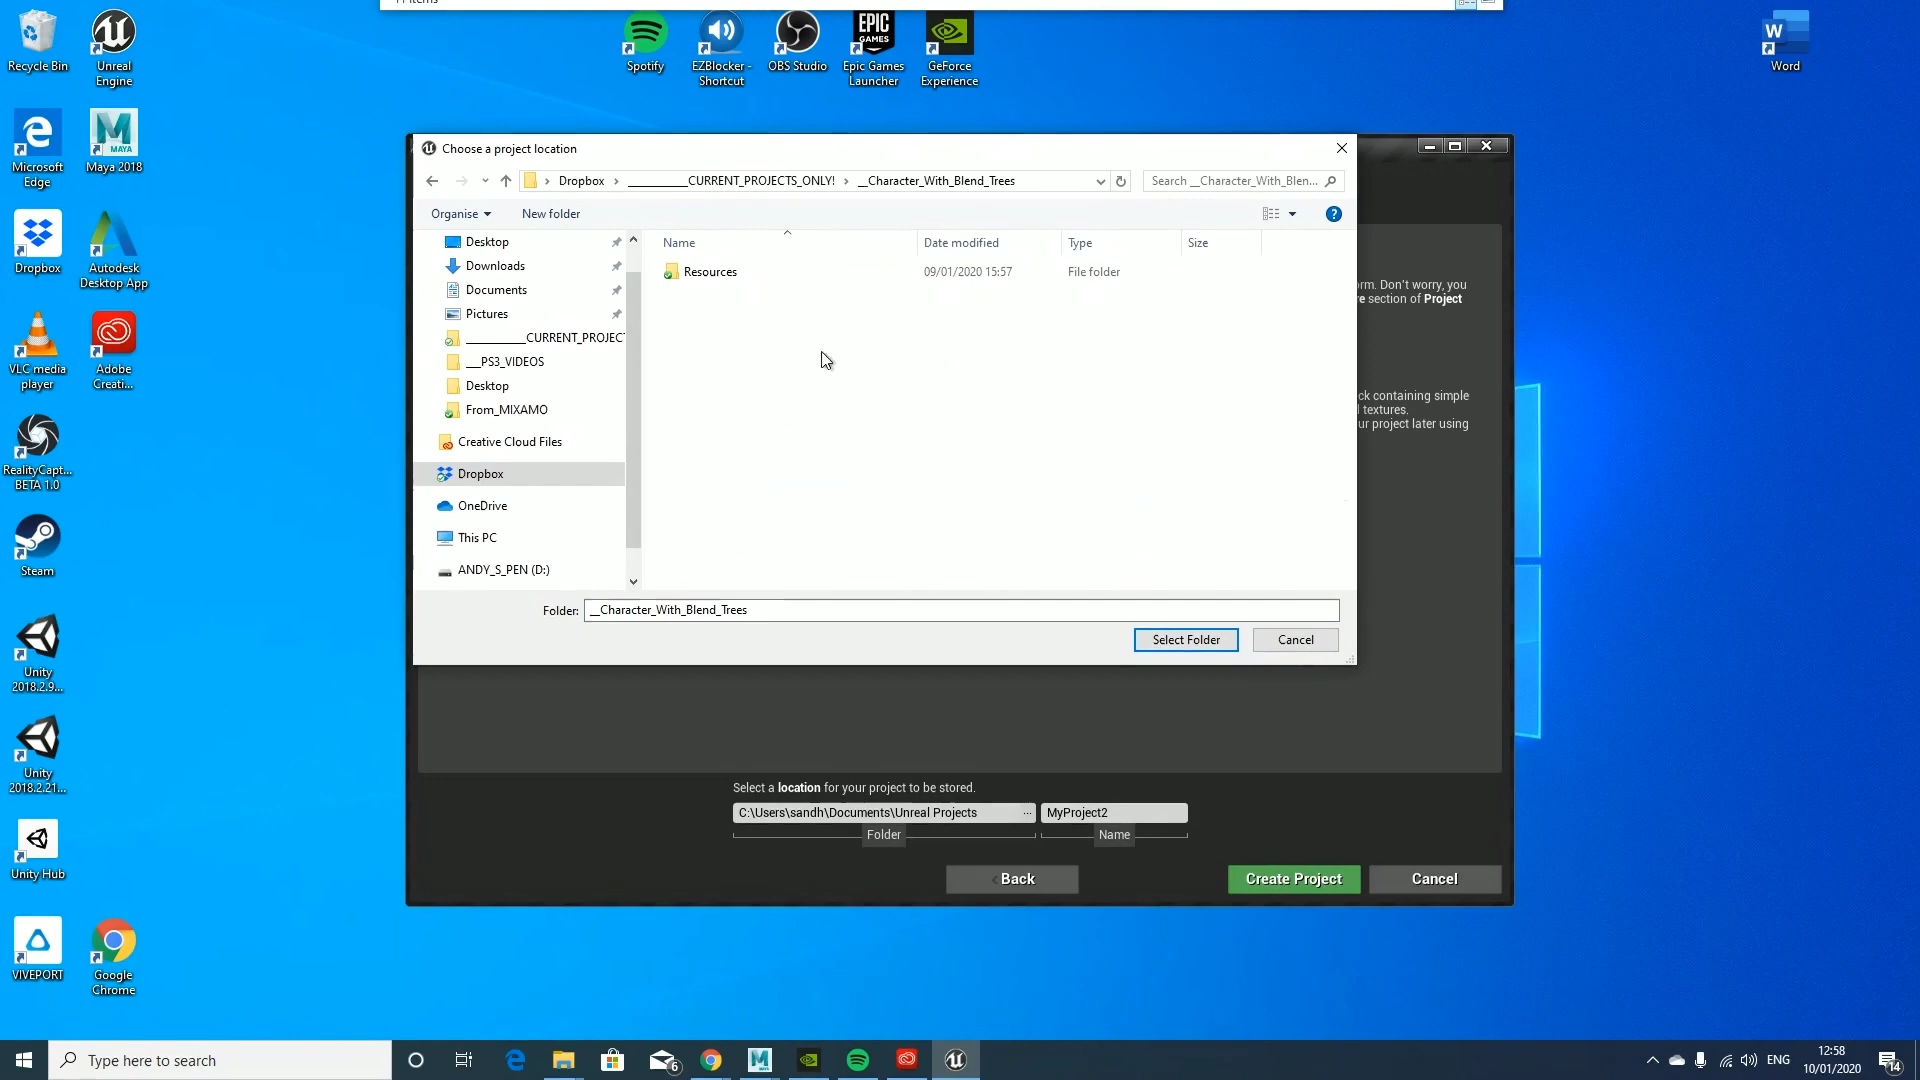 Recycle Bin
Unreal
Engine
Microsoft
Edge
Maya 2018
MAYA
Dropbox
Autodesk
Desktop App
VLC media
player
Adobe
Creati...
RealityCapt...
BETA 1.0
Steam
Unity
2018.2.9...
Unity
2018.2.21...
Unity Hub
VIVEPORT
Google
Chrome
Spotify
EZBlocker -
Shortcut
OBS Studio
EPIC
GAMES
Epic Games
Launcher
GeForce
Experience
W
Word
Choose a project location
Dropbox › __________CURRENT_PROJECTS_ONLY! › __Character_With_Blend_Trees
Search __Character_With_Blen...
Organise
New folder
?
Desktop
Downloads
Documents
Pictures
__________CURRENT_PROJECT
___PS3_VIDEOS
Desktop
From_MIXAMO
Creative Cloud Files
Dropbox
OneDrive
This PC
ANDY_S_PEN (D:)
Name Date modified Type Size
Resources 09/01/2020 15:57 File folder
Folder: __Character_With_Blend_Trees
Select Folder
Cancel
rm. Don't worry, you
e section of Project
ck containing simple
textures.
ur project later using
Select a location for your project to be stored.
C:\Users\sandh\Documents\Unreal Projects ...
MyProject2
Folder
Name
Back
Create Project
Cancel
Type here to search
6
ENG
12:58
10/01/2020
14